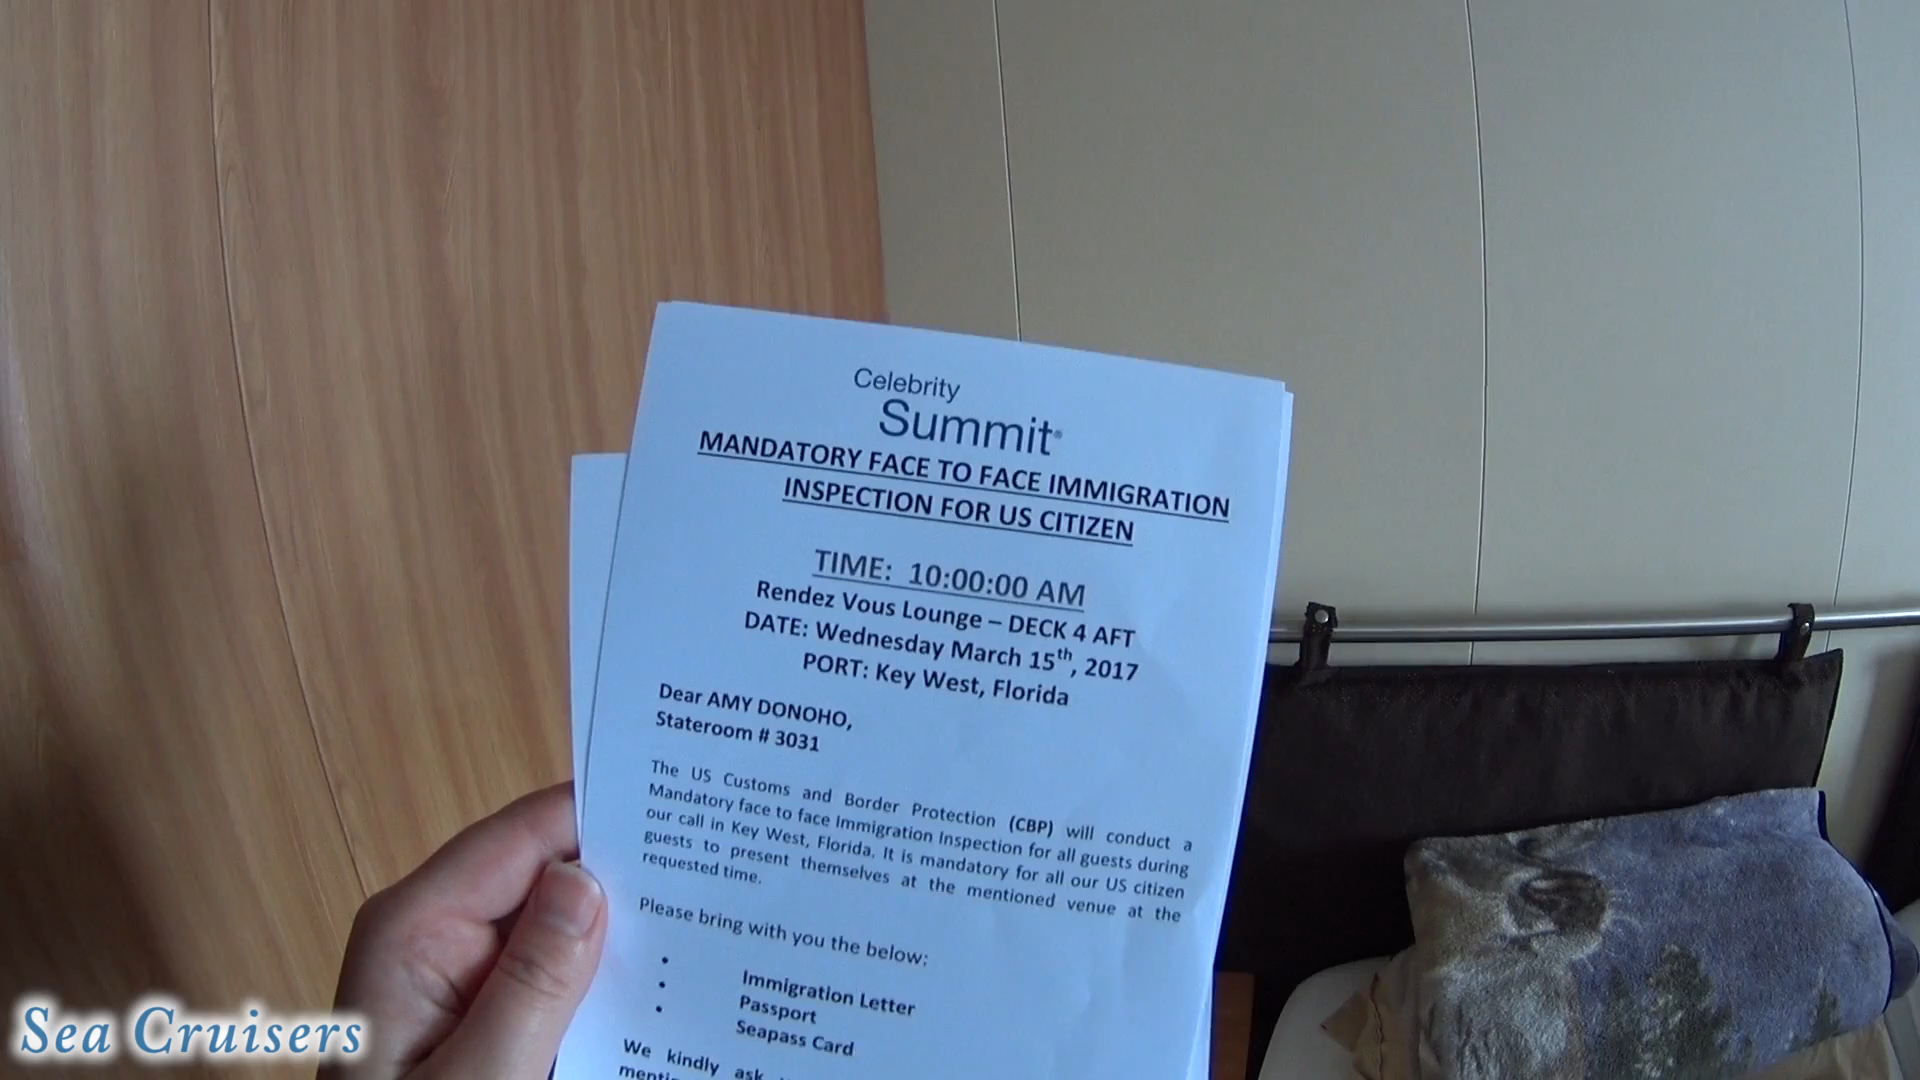 Celebrity
Summit®
MANDATORY FACE TO FACE IMMIGRATION
INSPECTION FOR US CITIZEN
TIME: 10:00:00 AM
Rendez Vous Lounge – DECK 4 AFT
DATE: Wednesday March 15th, 2017
PORT: Key West, Florida
Dear AMY DONOHO,
Stateroom # 3031
The US Customs and Border Protection (CBP) will conduct a
Mandatory face to face Immigration Inspection for all guests during
our call in Key West, Florida. It is mandatory for all our US citizen
guests to present themselves at the mentioned venue at the
requested time.
Please bring with you the below:
• Immigration Letter
• Passport
• Seapass Card
We kindly ask
Sea Cruisers